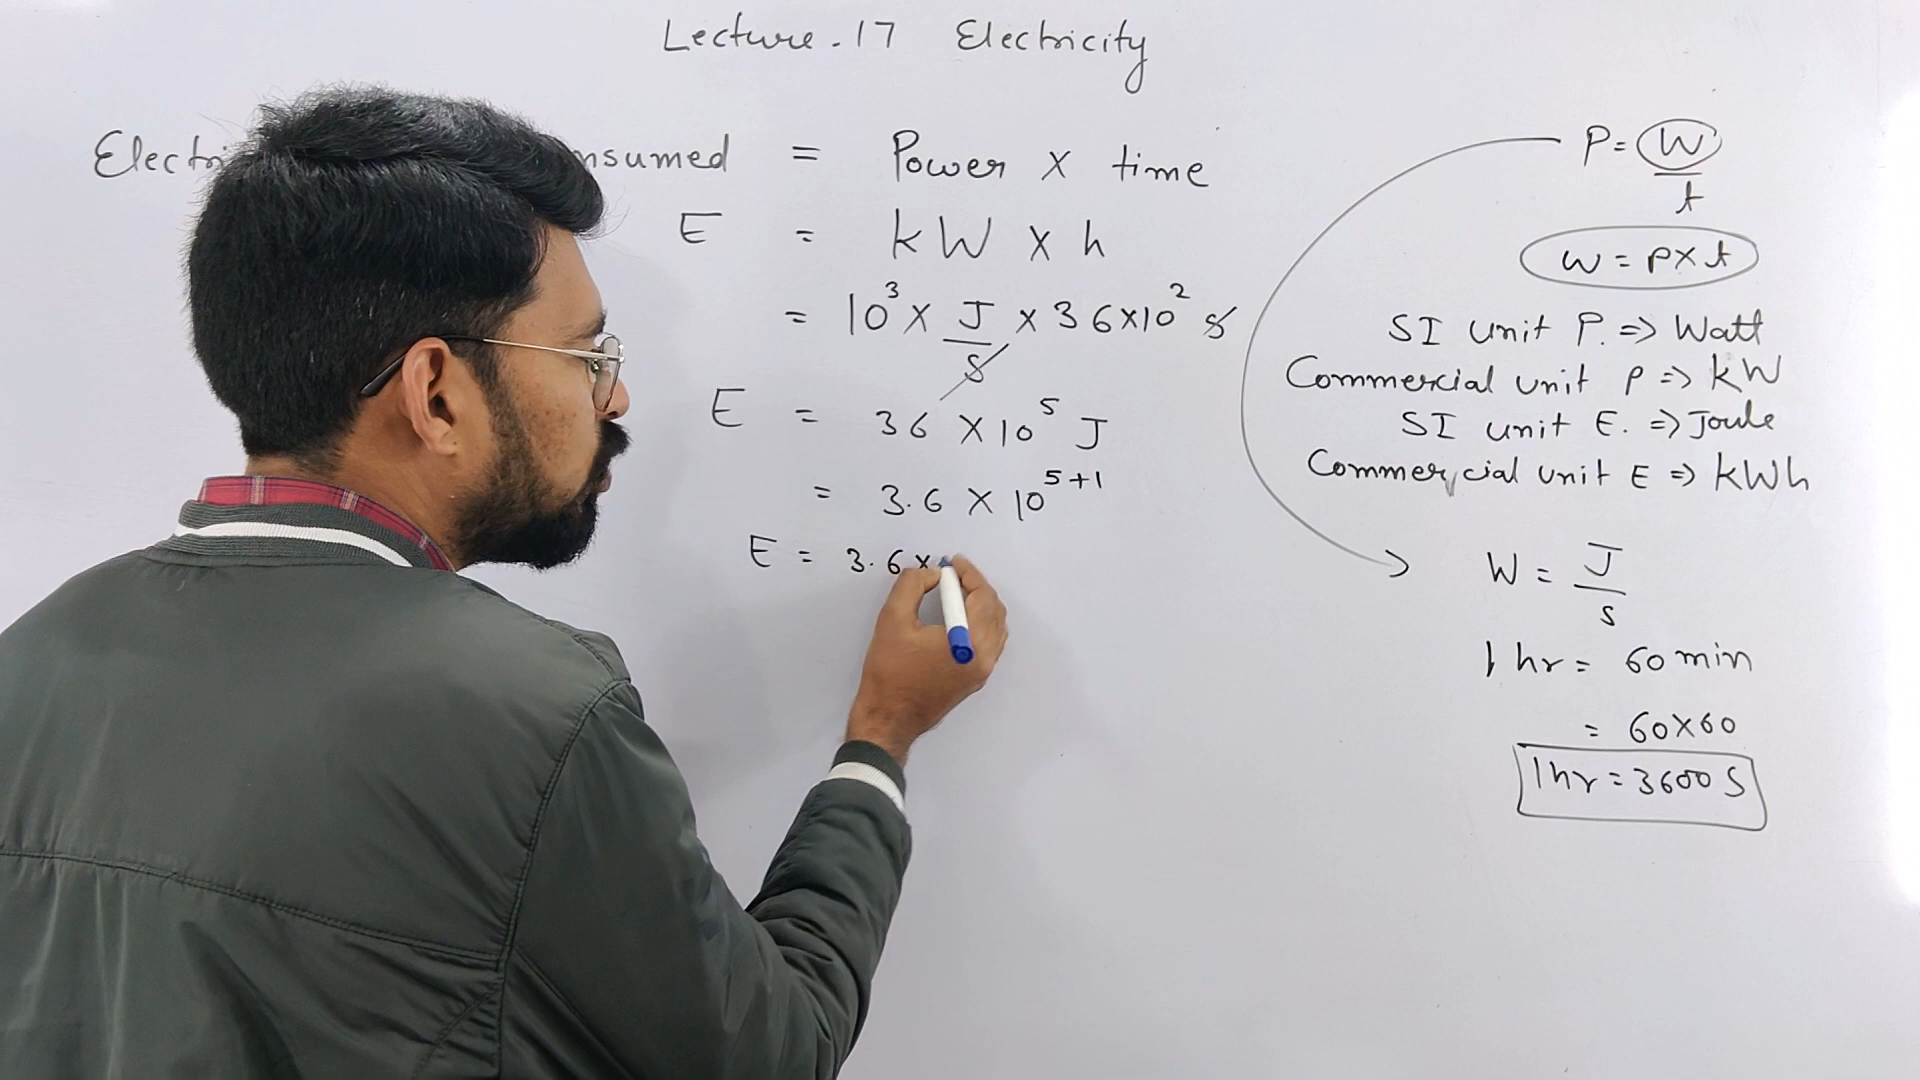 Lecture.17 Electricity
Electri nsumed = Power X time
E = kW X h
= 10³ X J/s X 36X10² s
E = 36 X 10⁵ J
= 3.6 X 10⁵⁺¹
E = 3.6 X
P = W/t
W = P X t
SI unit P. => Watt
Commercial unit P => kW
SI unit E. => Joule
Commercial unit E => kWh
W = J/s
1 hr = 60 min
= 60X60
1hr = 3600 S